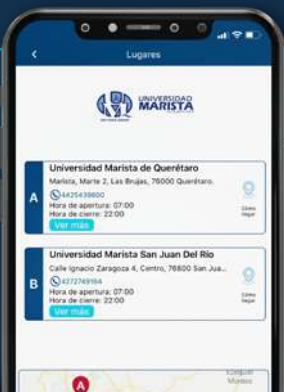 Lugares
UNIVERSIDAD
MARISTA
Universidad Marista de Querétaro
Marista, Marte 2, Las Brujas, 76000 Querétaro.
4425439600
Hora de apertura: 07:00
Hora de cierre: 22:00
Ver más
A
Cómo
llegar
Universidad Marista San Juan Del Río
Calle Ignacio Zaragoza 4, Centro, 76800 San Jua...
4272749164
Hora de apertura: 07:00
Hora de cierre: 22:00
Ver más
B
Cómo
llegar
A
Ezequiel
Montes